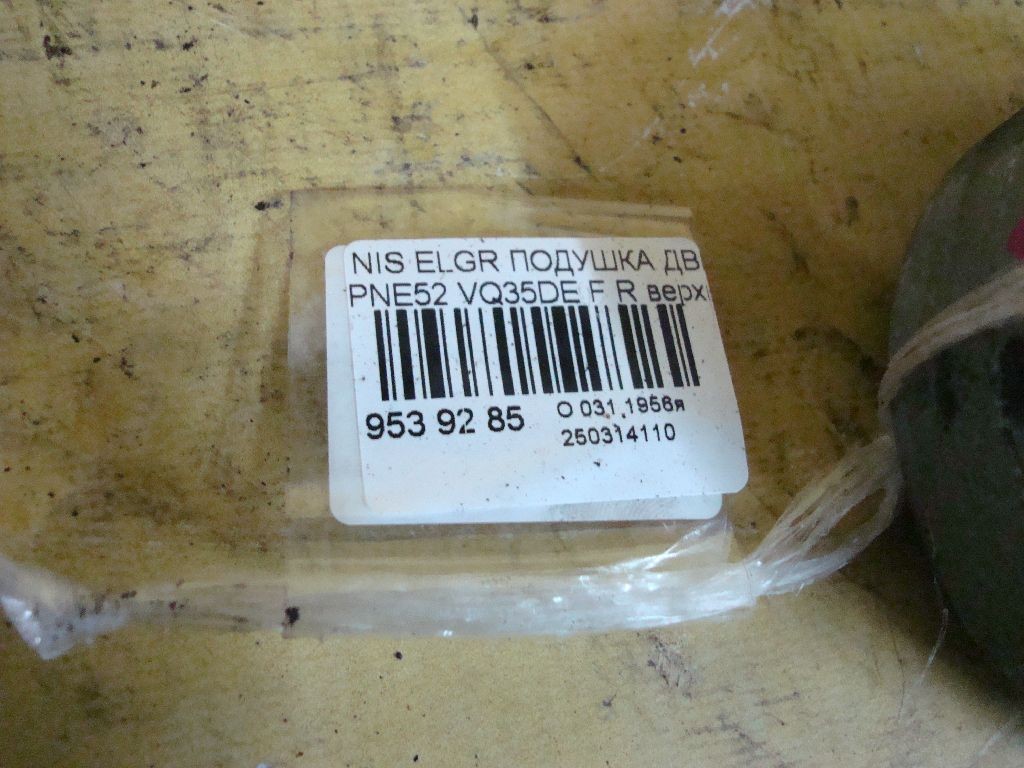 NIS ELGR ПОДУШКА ДВ
PNE52 VQ35DE F R верх
953 92 85
О 031,1956я
250314110